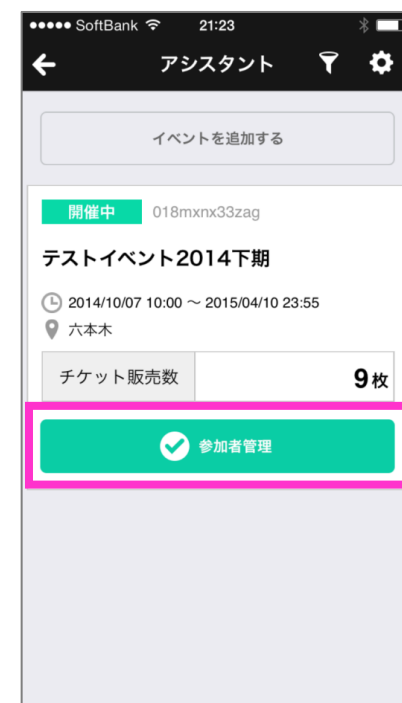 SoftBank 21:23
アシスタント
イベントを追加する
開催中 018mxnx33zag
テストイベント2014下期
2014/10/07 10:00 ～ 2015/04/10 23:55
六本木
チケット販売数 9枚
参加者管理